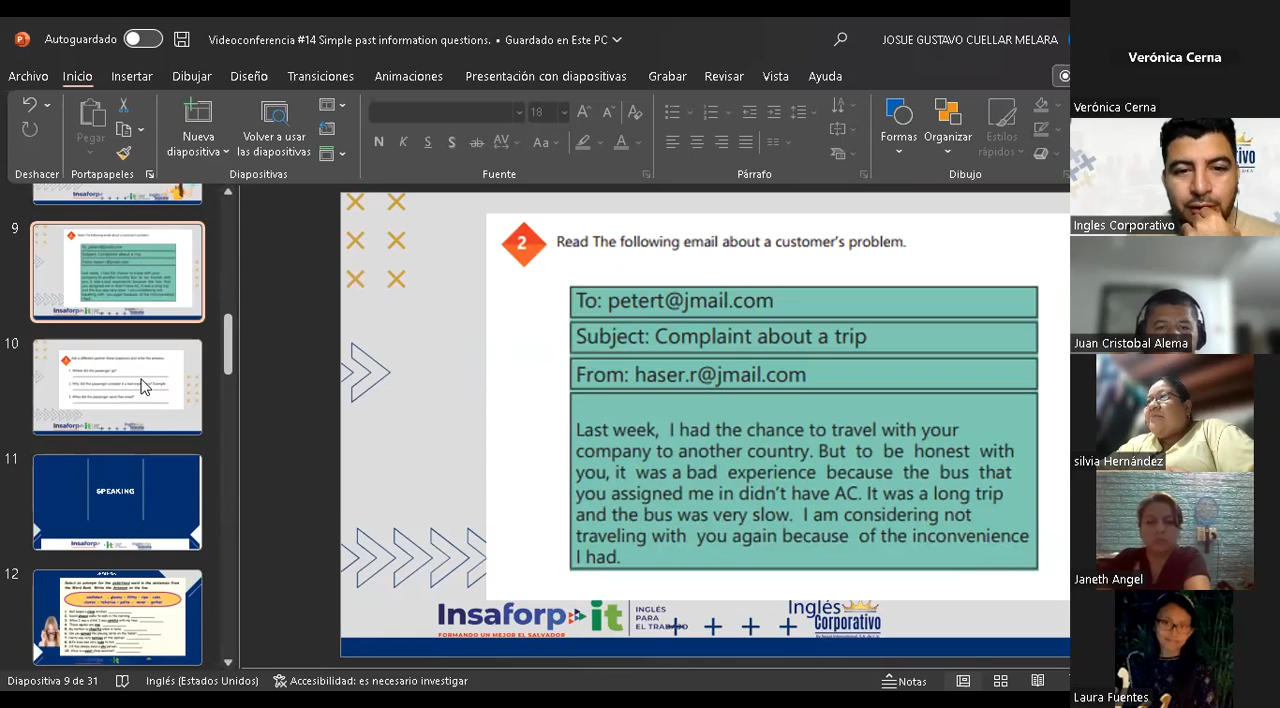 Autoguardado
Videoconferencia #14 Simple past information questions. • Guardado en Este PC
JOSUE GUSTAVO CUELLAR MELARA
Archivo Inicio Insertar Dibujar Diseño Transiciones Animaciones Presentación con diapositivas Grabar Revisar Vista Ayuda
Pegar
Nueva diapositiva
Volver a usar las diapositivas
18
N K S S ab AV Aa A
Formas Organizar Estilos rápidos
Deshacer Portapapeles Diapositivas Fuente Párrafo Dibujo
9
10
11
SPEAKING
12
2
Read The following email about a customer's problem.
To: petert@jmail.com
Subject: Complaint about a trip
From: haser.r@jmail.com
Last week, I had the chance to travel with your
company to another country. But to be honest with
you, it was a bad experience because the bus that
you assigned me in didn't have AC. It was a long trip
and the bus was very slow. I am considering not
traveling with you again because of the inconvenience
I had.
Insaforp it
FORMANDO UN MEJOR EL SALVADOR
INGLÉS
PARA
EL TRABAJO
Inglés
Corporativo
Diapositiva 9 de 31
Inglés (Estados Unidos)
Accesibilidad: es necesario investigar
Notas
Verónica Cerna
Verónica Cerna
Ingles Corporativo
Juan Cristobal Alema
silvia Hernández
Janeth Angel
Laura Fuentes